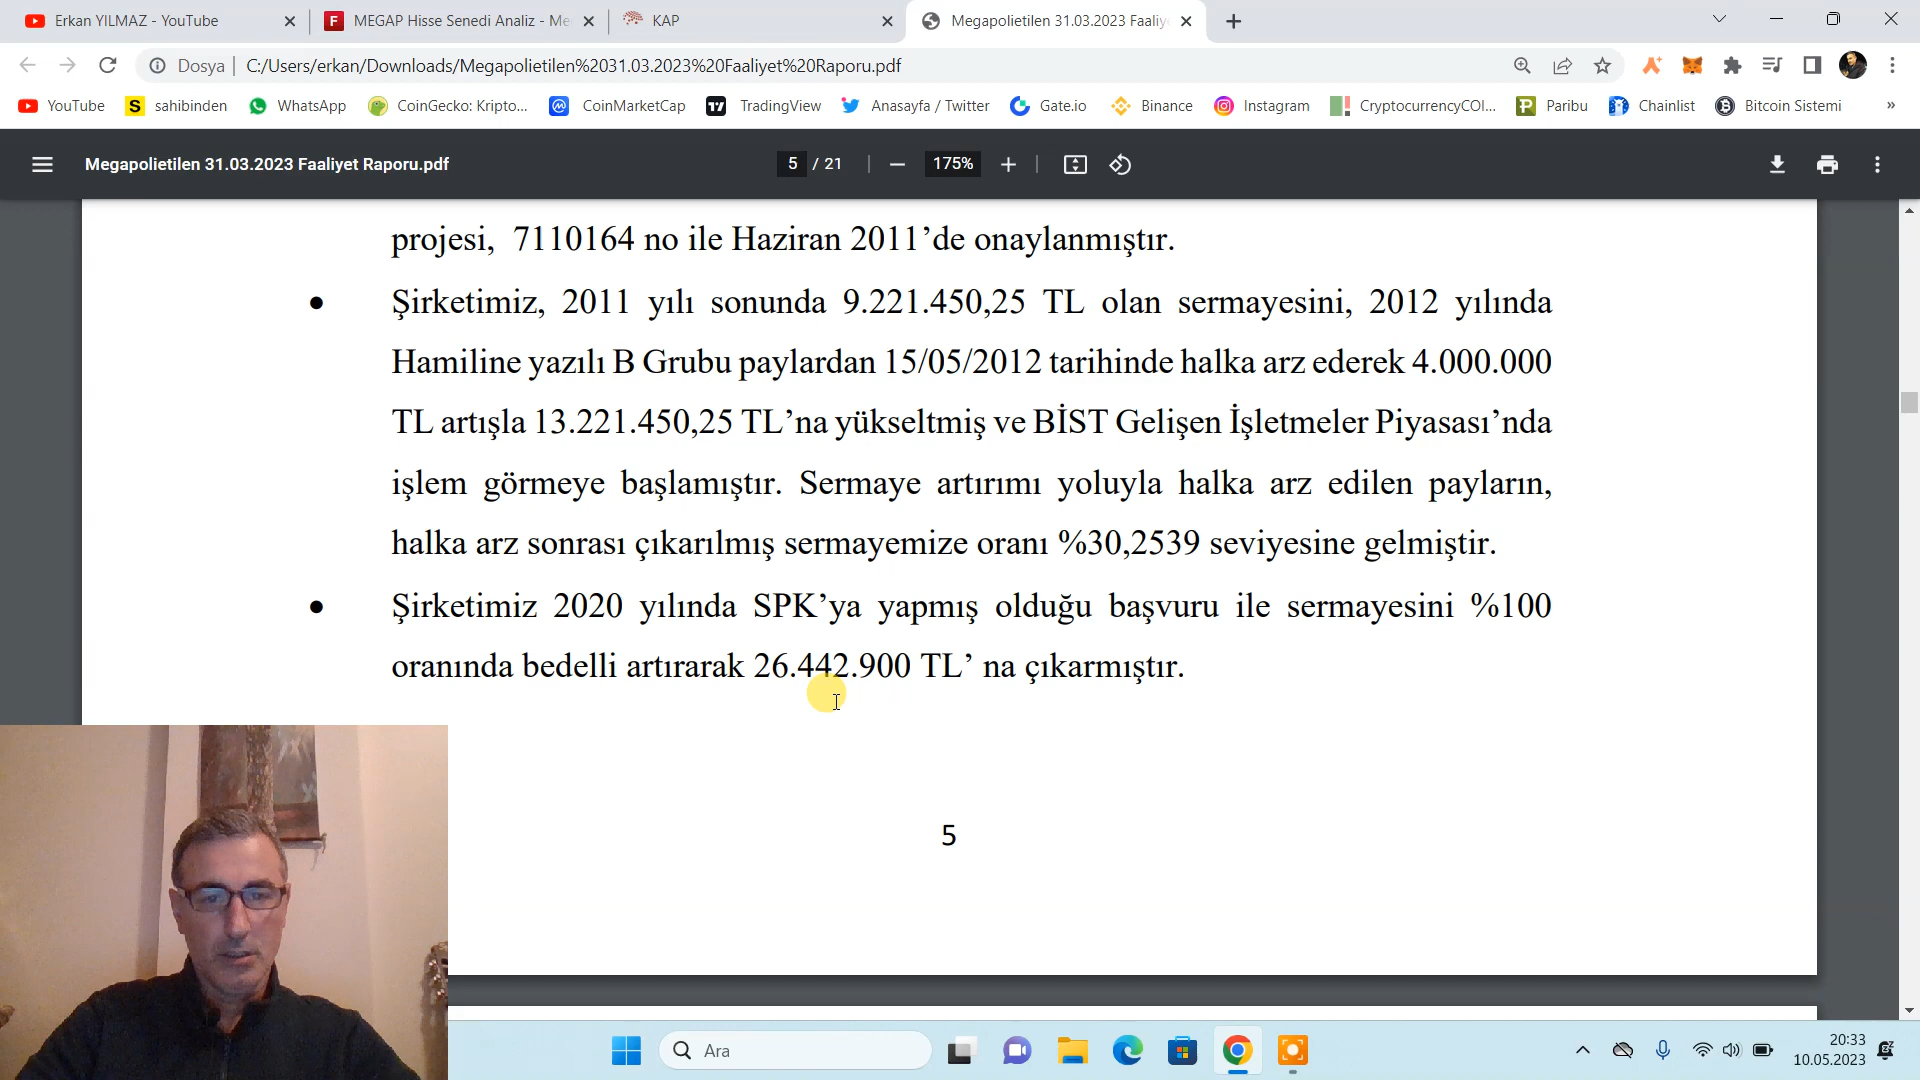 Erkan YILMAZ - YouTube
MEGAP Hisse Senedi Analiz - Me
KAP
Megapolietilen 31.03.2023 Faaliy
Dosya
C:/Users/erkan/Downloads/Megapolietilen%2031.03.2023%20Faaliyet%20Raporu.pdf
YouTube
sahibinden
WhatsApp
CoinGecko: Kripto...
CoinMarketCap
TradingView
Anasayfa / Twitter
Gate.io
Binance
Instagram
CryptocurrencyCOI...
Paribu
Chainlist
Bitcoin Sistemi
»
Megapolietilen 31.03.2023 Faaliyet Raporu.pdf
5 / 21
175%
projesi, 7110164 no ile Haziran 2011’de onaylanmıştır.
● Şirketimiz, 2011 yılı sonunda 9.221.450,25 TL olan sermayesini, 2012 yılında
Hamiline yazılı B Grubu paylardan 15/05/2012 tarihinde halka arz ederek 4.000.000
TL artışla 13.221.450,25 TL’na yükseltmiş ve BİST Gelişen İşletmeler Piyasası’nda
işlem görmeye başlamıştır. Sermaye artırımı yoluyla halka arz edilen payların,
halka arz sonrası çıkarılmış sermayemize oranı %30,2539 seviyesine gelmiştir.
● Şirketimiz 2020 yılında SPK’ya yapmış olduğu başvuru ile sermayesini %100
oranında bedelli artırarak 26.442.900 TL’ na çıkarmıştır.
5
Ara
20:33
10.05.2023